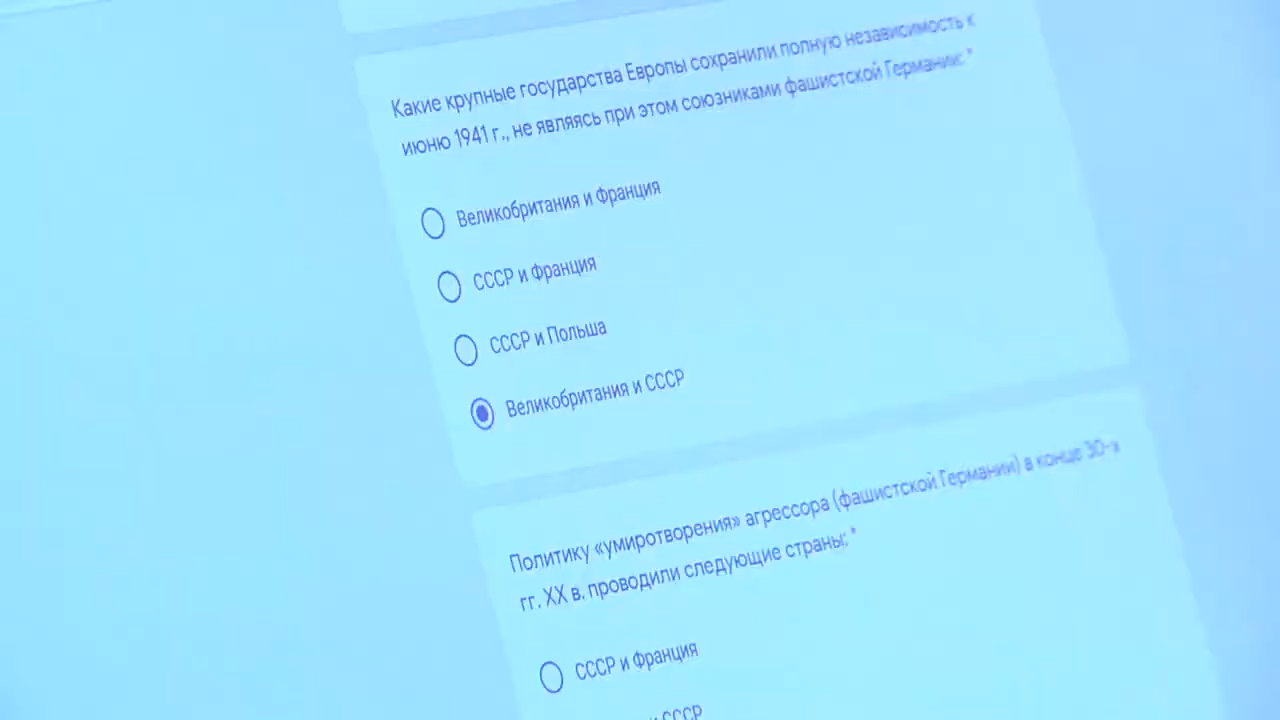 Какие крупные государства Европы сохранили полную независимость к
июню 1941 г., не являясь при этом союзниками фашистской Германии: *
Великобритания и Франция
СССР и Франция
СССР и Польша
Великобритания и СССР
Политику «умиротворения» агрессора (фашистской Германии) в конце 30-х
гг. XX в. проводили следующие страны: *
СССР и Франция
и СССР